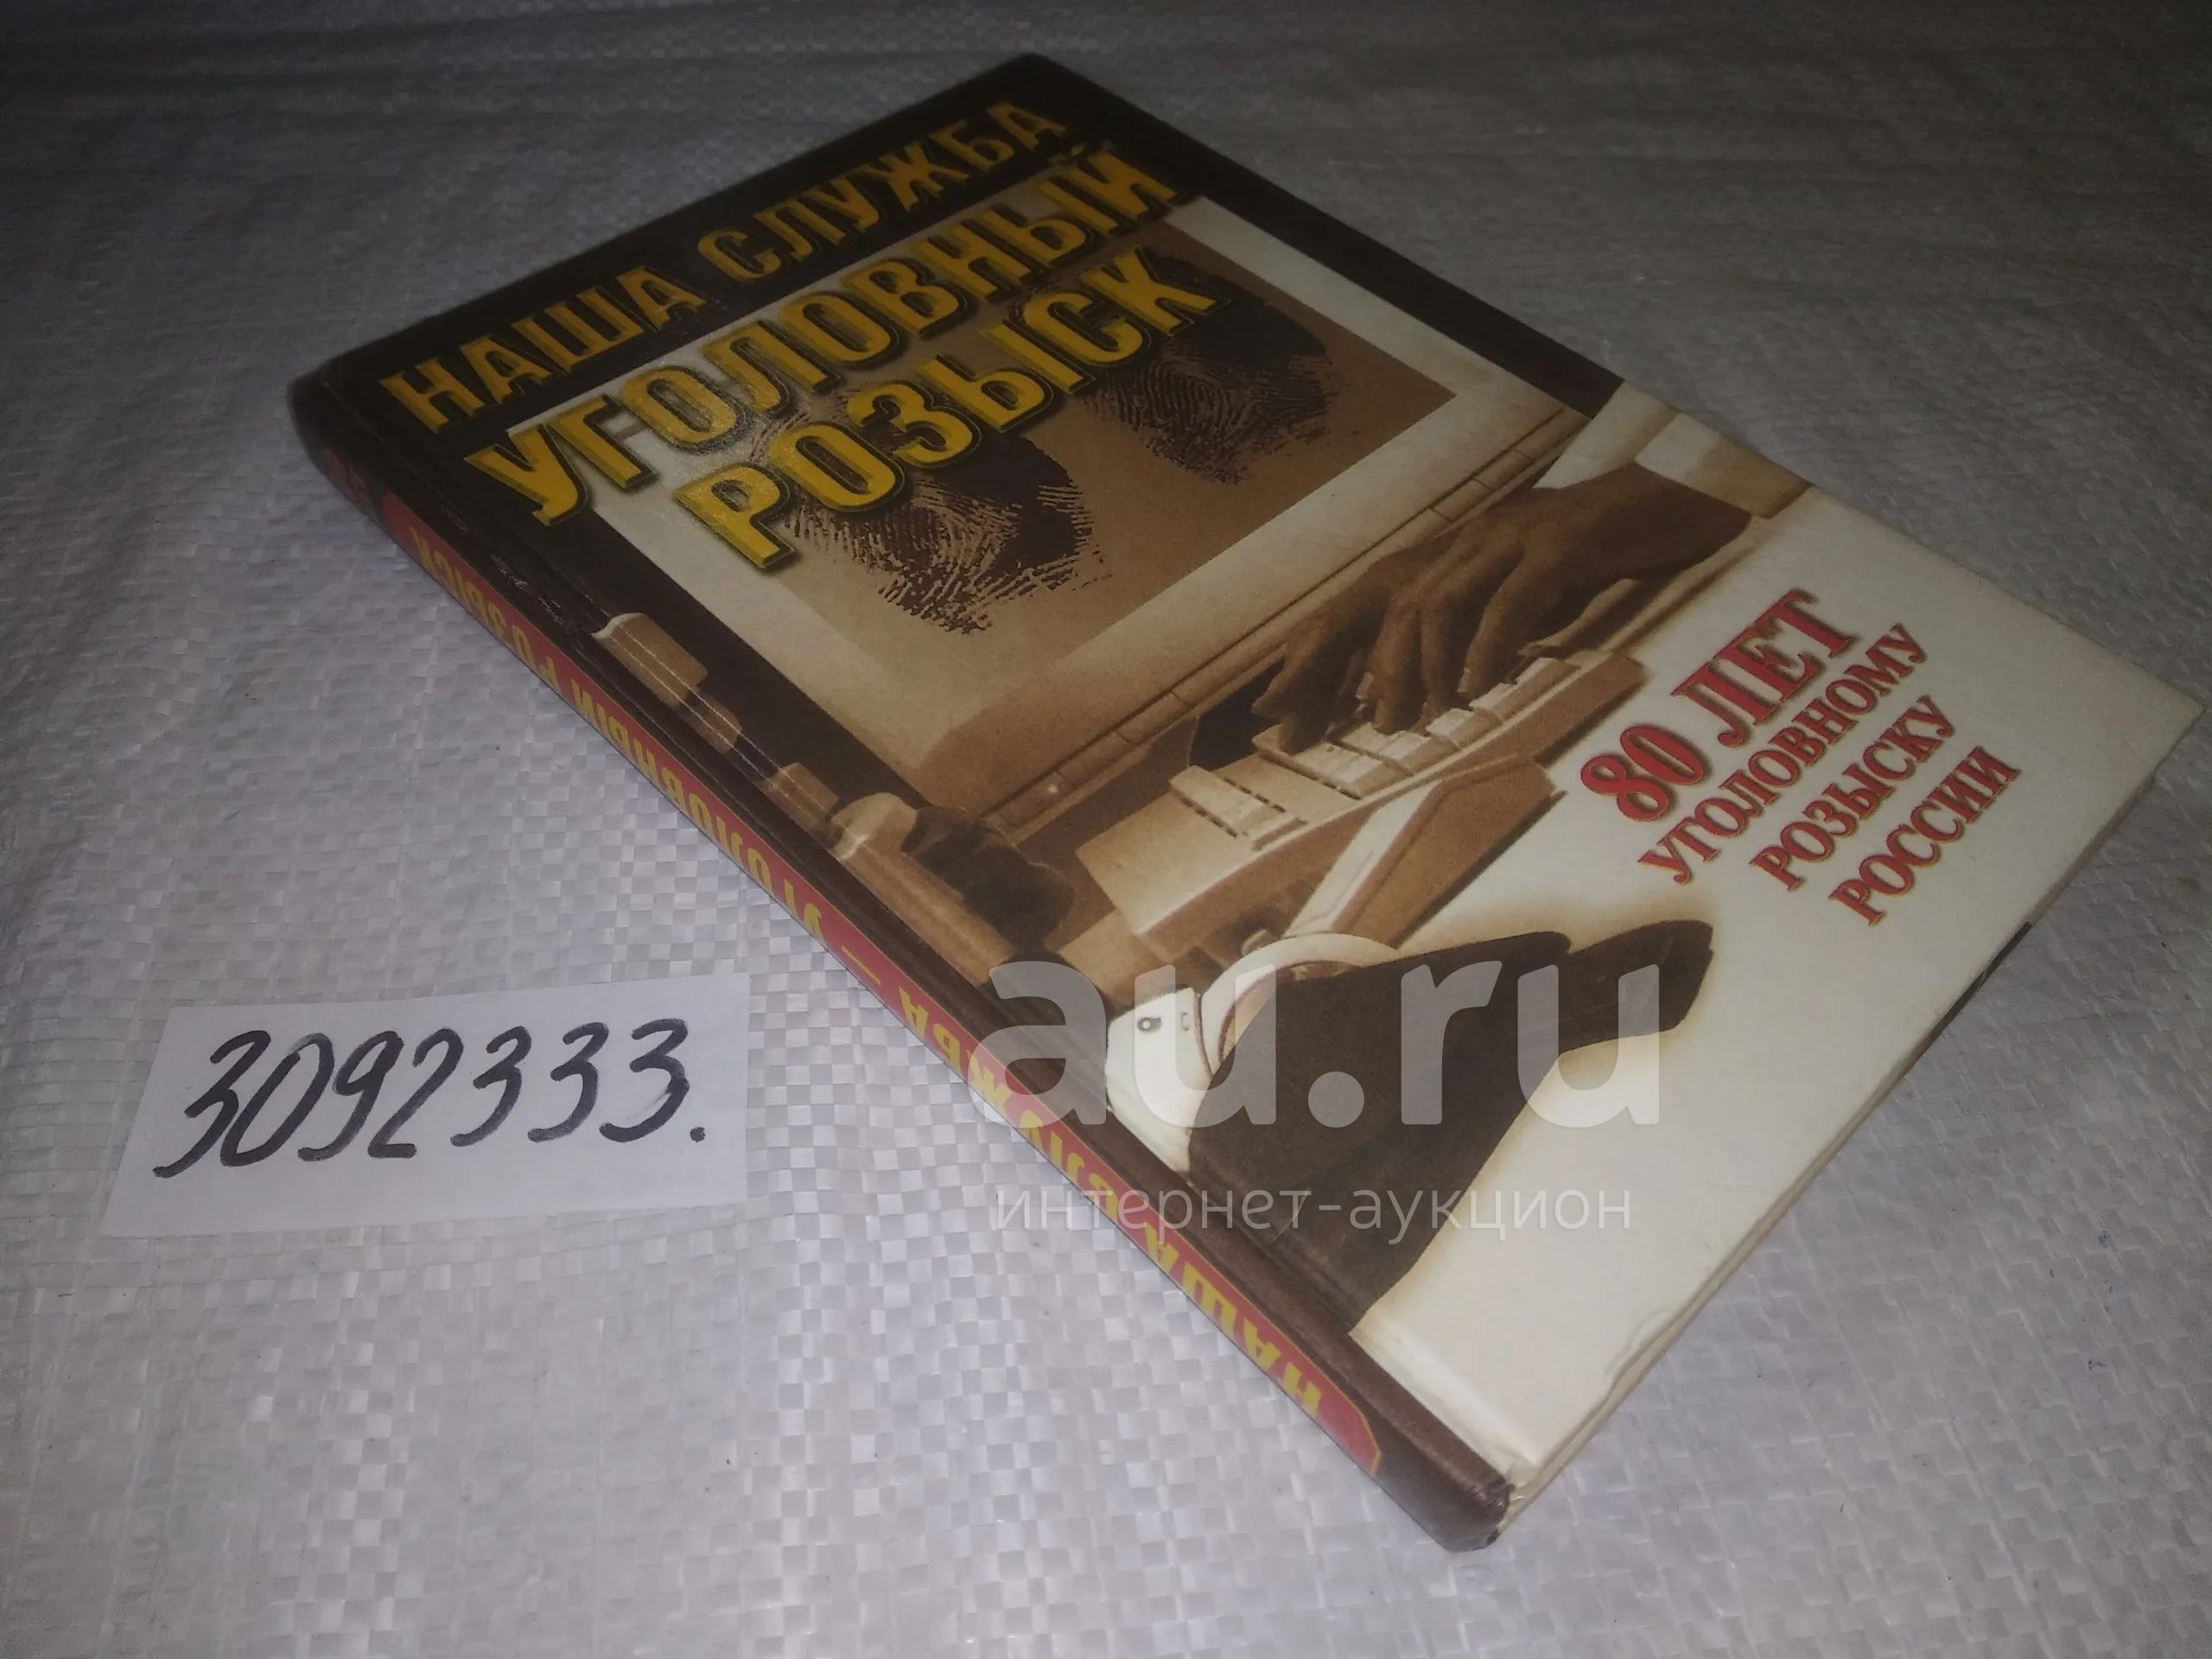 НАША СЛУЖБА
УГОЛОВНЫЙ
РОЗЫСК
80 ЛЕТ
УГОЛОВНОМУ
РОЗЫСКУ
РОССИИ
НАША СЛУЖБА — УГОЛОВНЫЙ РОЗЫСК
3092333.
au.ru
интернет-аукцион